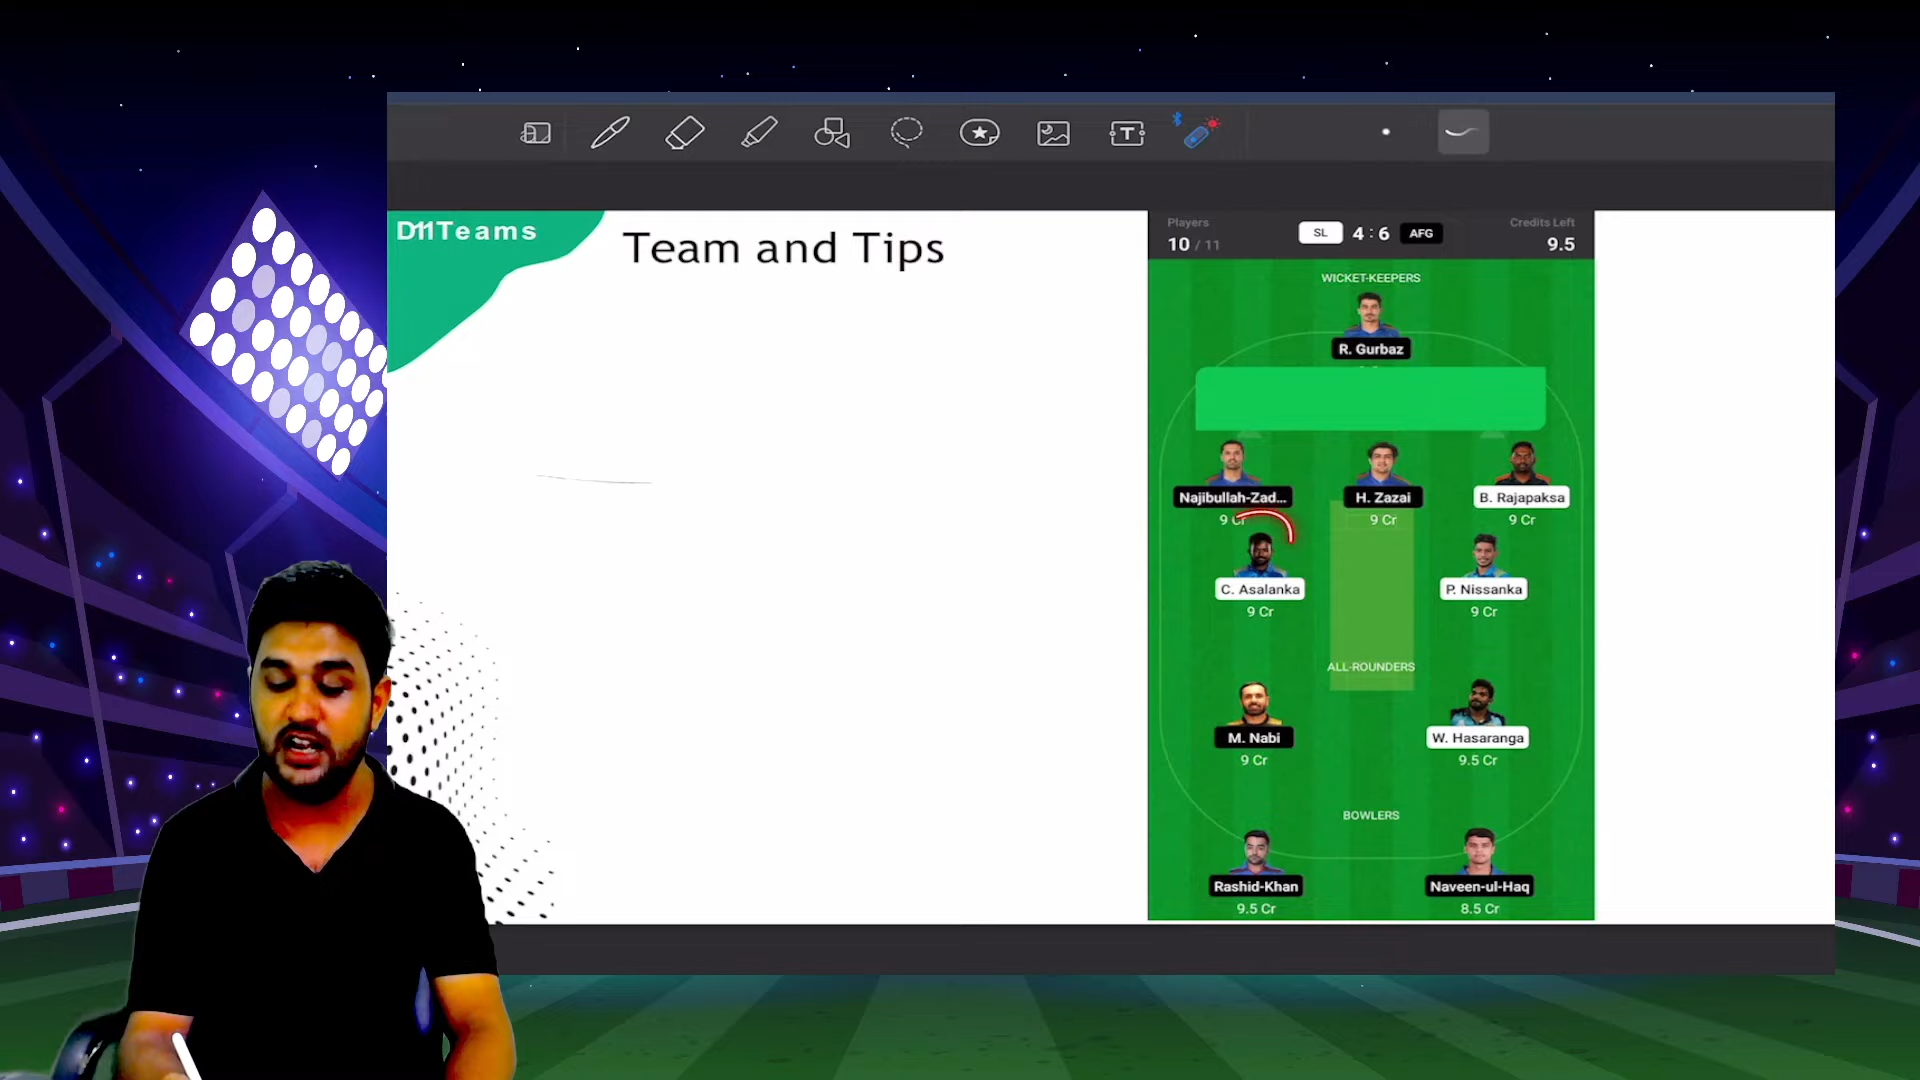 D11Teams
Team and Tips
Players
10 / 11
SL 4 : 6 AFG
Credits Left
9.5
WICKET-KEEPERS
R. Gurbaz
Najibullah-Zad... H. Zazai B. Rajapaksa
9 Cr 9 Cr 9 Cr
C. Asalanka P. Nissanka
9 Cr 9 Cr
ALL-ROUNDERS
M. Nabi W. Hasaranga
9 Cr 9.5 Cr
BOWLERS
Rashid-Khan Naveen-ul-Haq
9.5 Cr 8.5 Cr